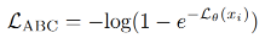 ℒ_ABC = −log(1 − e^{−ℒ_θ(x_i)})